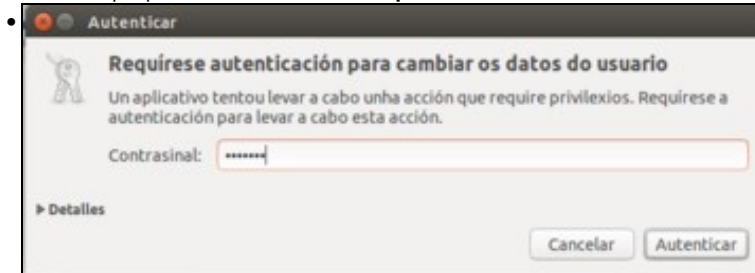 Autenticar
Requírese autenticación para cambiar os datos do usuario
Un aplicativo tentou levar a cabo unha acción que require privilexios. Requírese a
autenticación para levar a cabo esta acción.
Contrasinal: •••••••
Detalles
Cancelar Autenticar